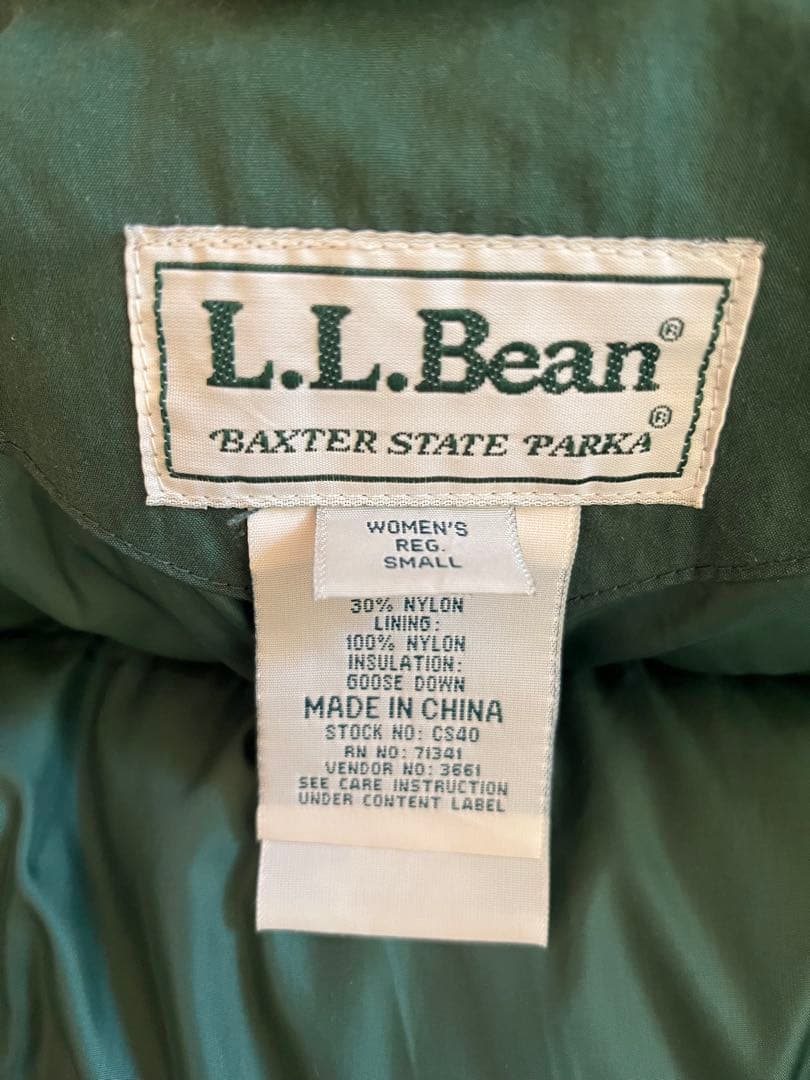 L.L.Bean®
BAXTER STATE PARKA®
WOMEN'S
REG.
SMALL
30% NYLON
LINING:
100% NYLON
INSULATION:
GOOSE DOWN
MADE IN CHINA
STOCK NO: CS40
RN NO: 71341
VENDOR NO: 3661
SEE CARE INSTRUCTION
UNDER CONTENT LABEL